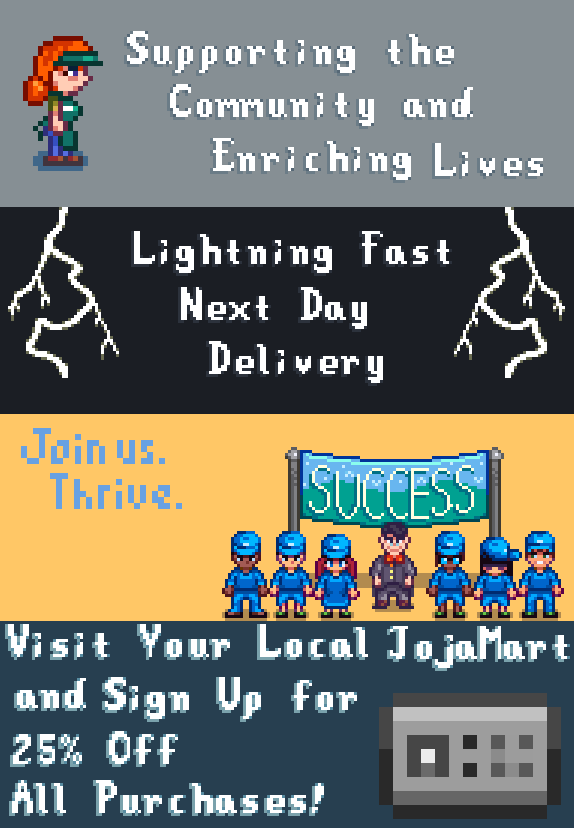 Supporting the
Community and
Enriching Lives
Lightning Fast
Next Day
Delivery
Join us.
Thrive.
SUCCESS
Visit Your Local JojaMart
and Sign Up for
25% Off
All Purchases!